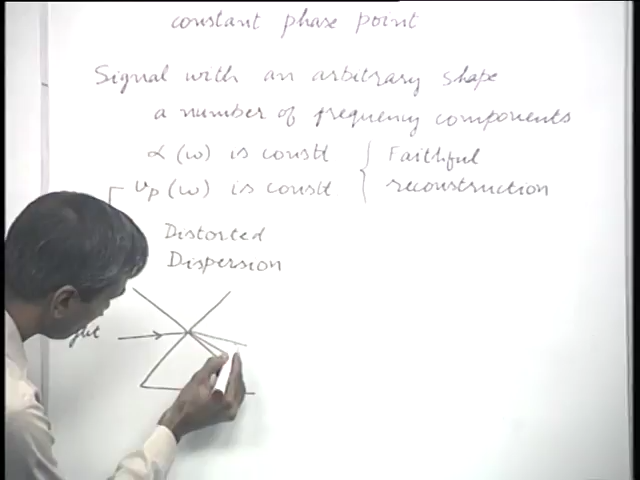 constant phase point
Signal with an arbitrary shape
a number of frequency components
α (ω) is constt } Faithful
υp (ω) is constt } reconstruction
Distorted
Dispersion